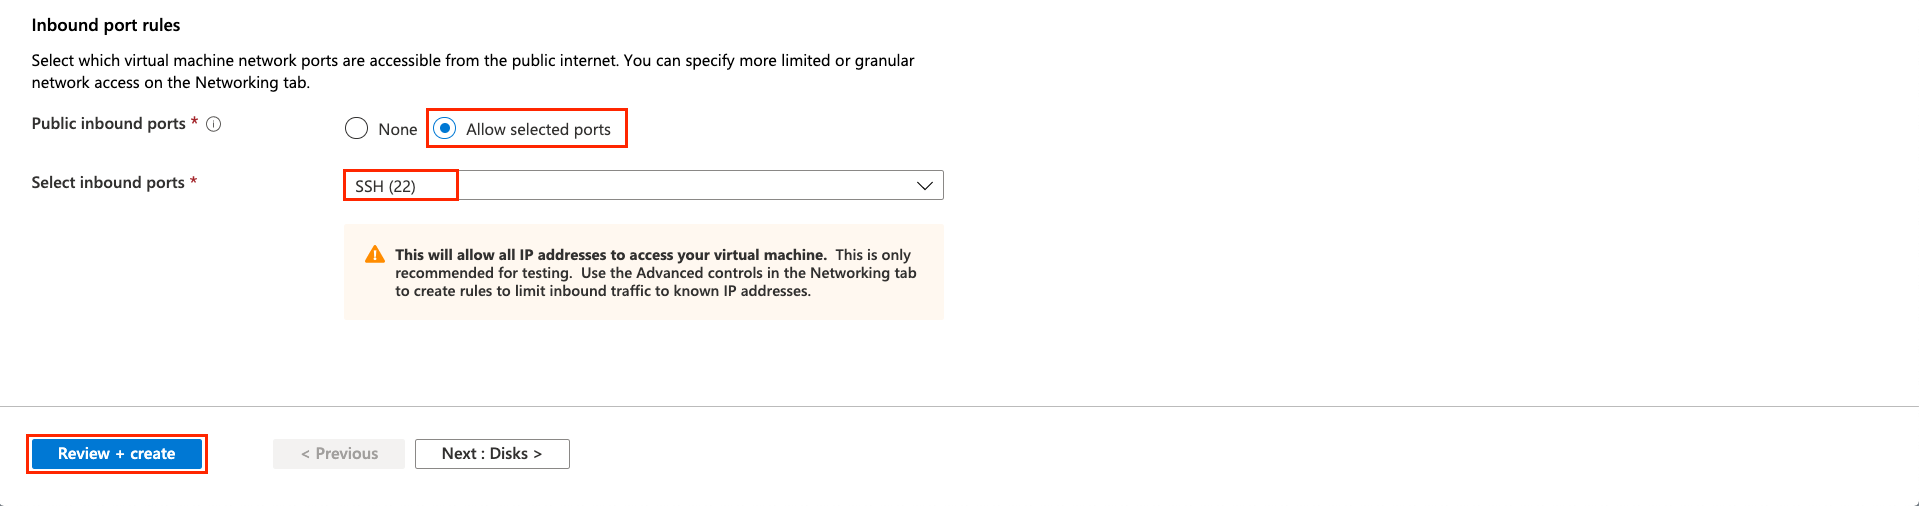 Inbound port rules
Select which virtual machine network ports are accessible from the public internet. You can specify more limited or granular
network access on the Networking tab.
Public inbound ports *
None
Allow selected ports
Select inbound ports *
SSH (22)
This will allow all IP addresses to access your virtual machine. This is only
recommended for testing. Use the Advanced controls in the Networking tab
to create rules to limit inbound traffic to known IP addresses.
Review + create
< Previous
Next : Disks >